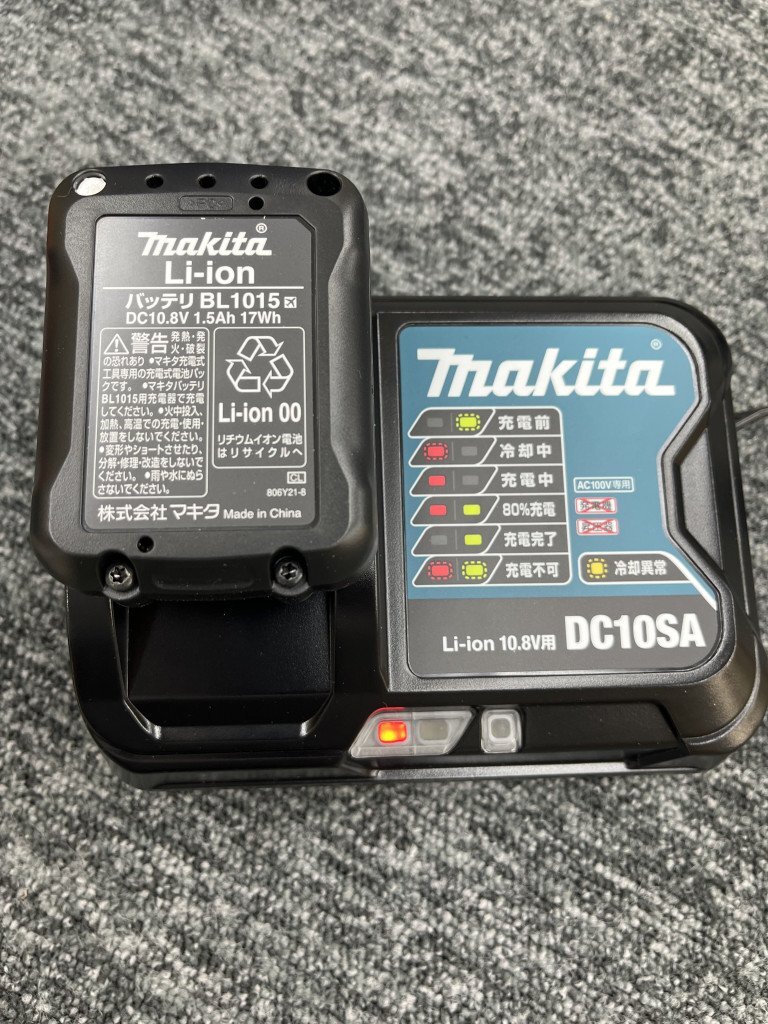 makita®
Li-ion
バッテリ BL1015
DC10.8V 1.5Ah 17Wh
警告 発熱・発
火・破裂
の恐れあり ●マキタ充電式
工具専用の充電式電池パッ
クです。 ●マキタバッテリ
BL1015用充電器で充電
してください。●火中投入、
加熱、高温での充電・使用・
放置をしないでください。
●変形やショートさせたり、
分解・修理・改造をしないで
ください。 ●雨や水にぬら
さないでください。
Li-ion 00
リチウムイオン電池
はリサイクルへ
CL
806Y21-8
株式会社マキタ Made in China
makita®
充電前
冷却中
充電中
80%充電
充電完了
充電不可
AC100V専用
発電機
昇圧器
冷却異常
Li-ion 10.8V用 DC10SA